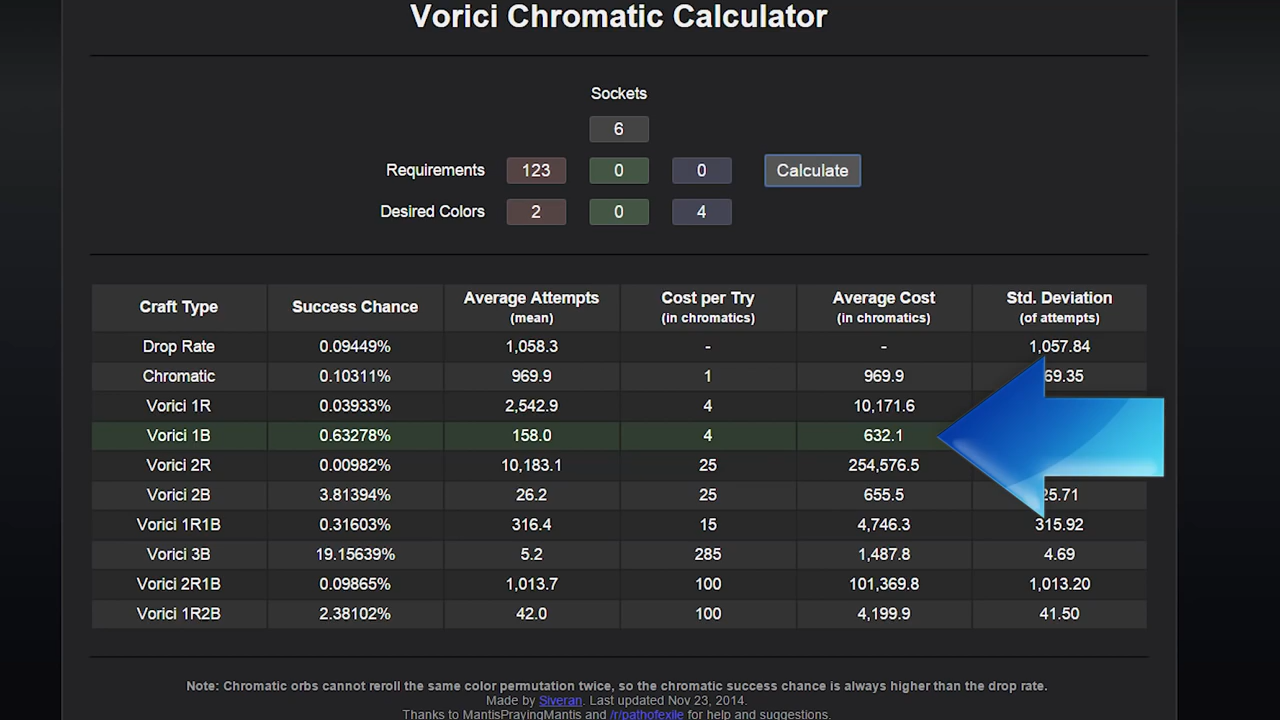 Vorici Chromatic Calculator
Sockets
6
Requirements 123 0 0 Calculate
Desired Colors 2 0 4
Craft Type Success Chance Average Attempts (mean) Cost per Try (in chromatics) Average Cost (in chromatics) Std. Deviation (of attempts)
Drop Rate 0.09449% 1,058.3 - - 1,057.84
Chromatic 0.10311% 969.9 1 969.9 69.35
Vorici 1R 0.03933% 2,542.9 4 10,171.6
Vorici 1B 0.63278% 158.0 4 632.1
Vorici 2R 0.00982% 10,183.1 25 254,576.5
Vorici 2B 3.81394% 26.2 25 655.5 25.71
Vorici 1R1B 0.31603% 316.4 15 4,746.3 315.92
Vorici 3B 19.15639% 5.2 285 1,487.8 4.69
Vorici 2R1B 0.09865% 1,013.7 100 101,369.8 1,013.20
Vorici 1R2B 2.38102% 42.0 100 4,199.9 41.50
Note: Chromatic orbs cannot reroll the same color permutation twice, so the chromatic success chance is always higher than the drop rate.
Made by Siveran. Last updated Nov 23, 2014.
Thanks to MantisPrayingMantis and /r/pathofexile for help and suggestions.